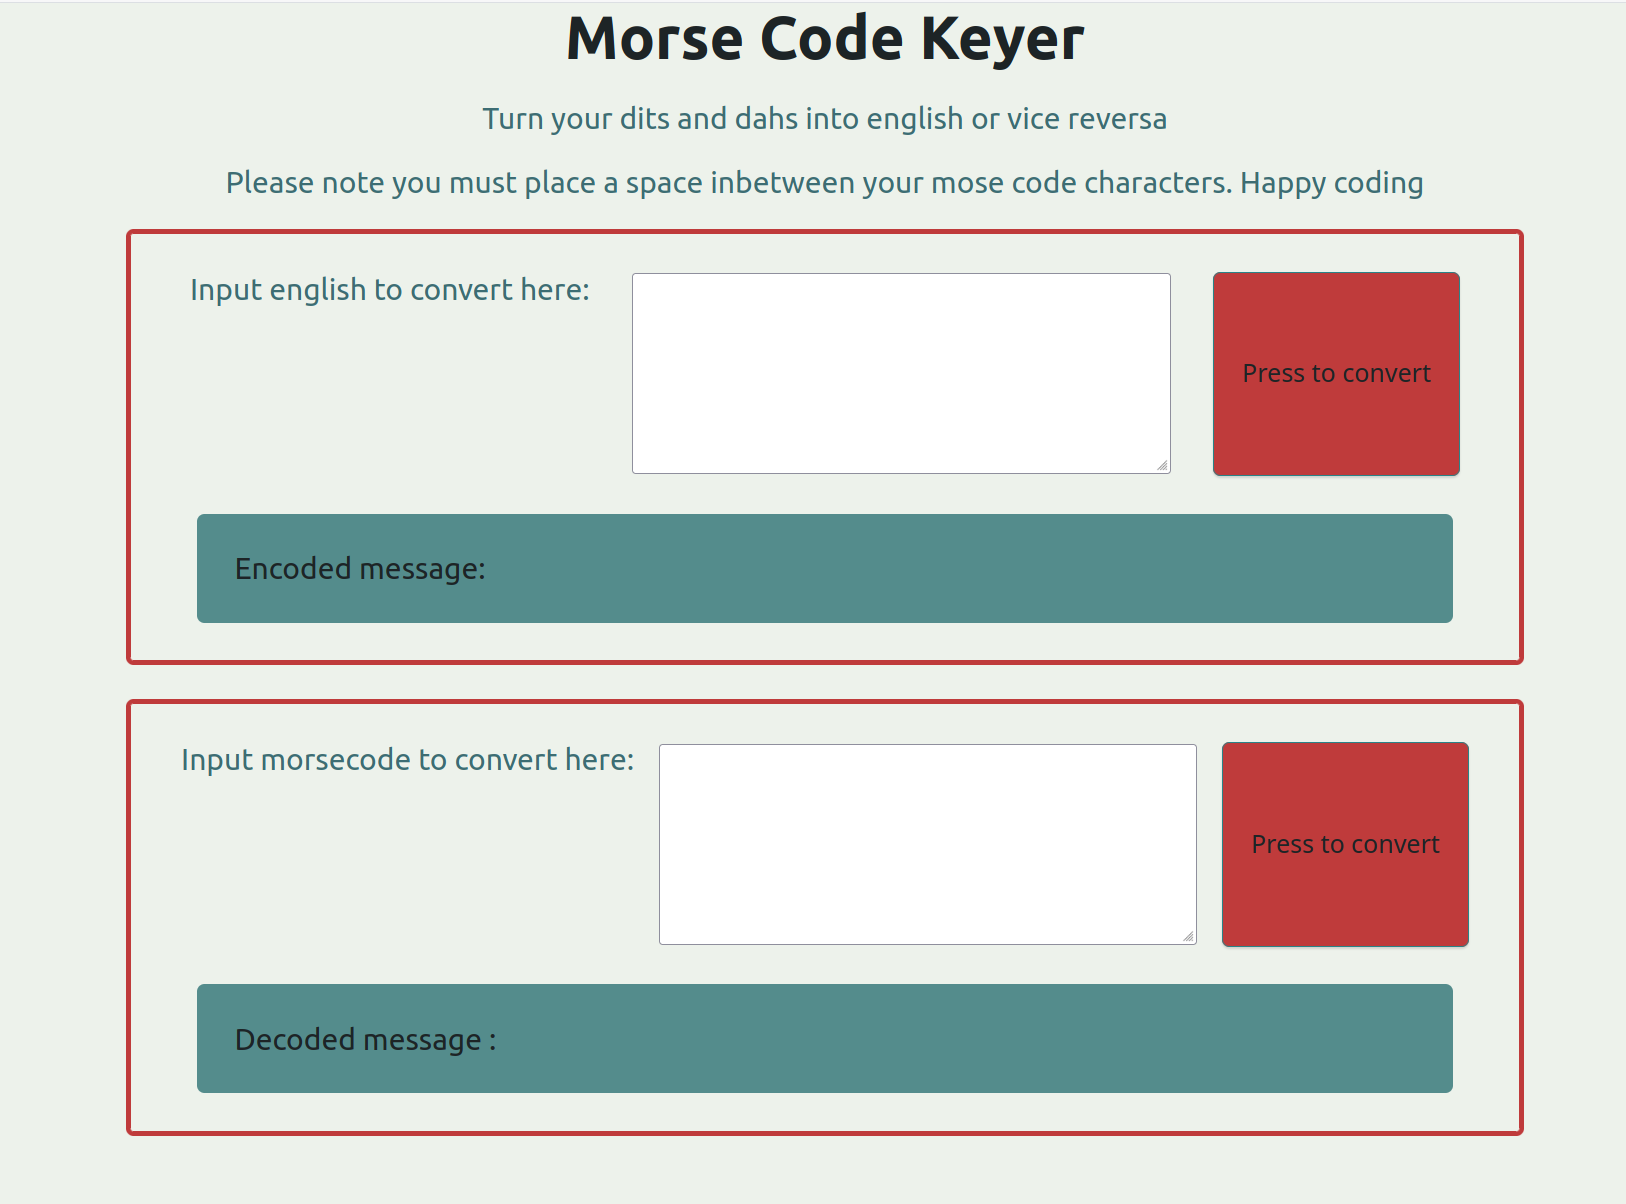 Morse Code Keyer
Turn your dits and dahs into english or vice reversa
Please note you must place a space inbetween your mose code characters. Happy coding
Input english to convert here:
Press to convert
Encoded message:
Input morsecode to convert here:
Press to convert
Decoded message :